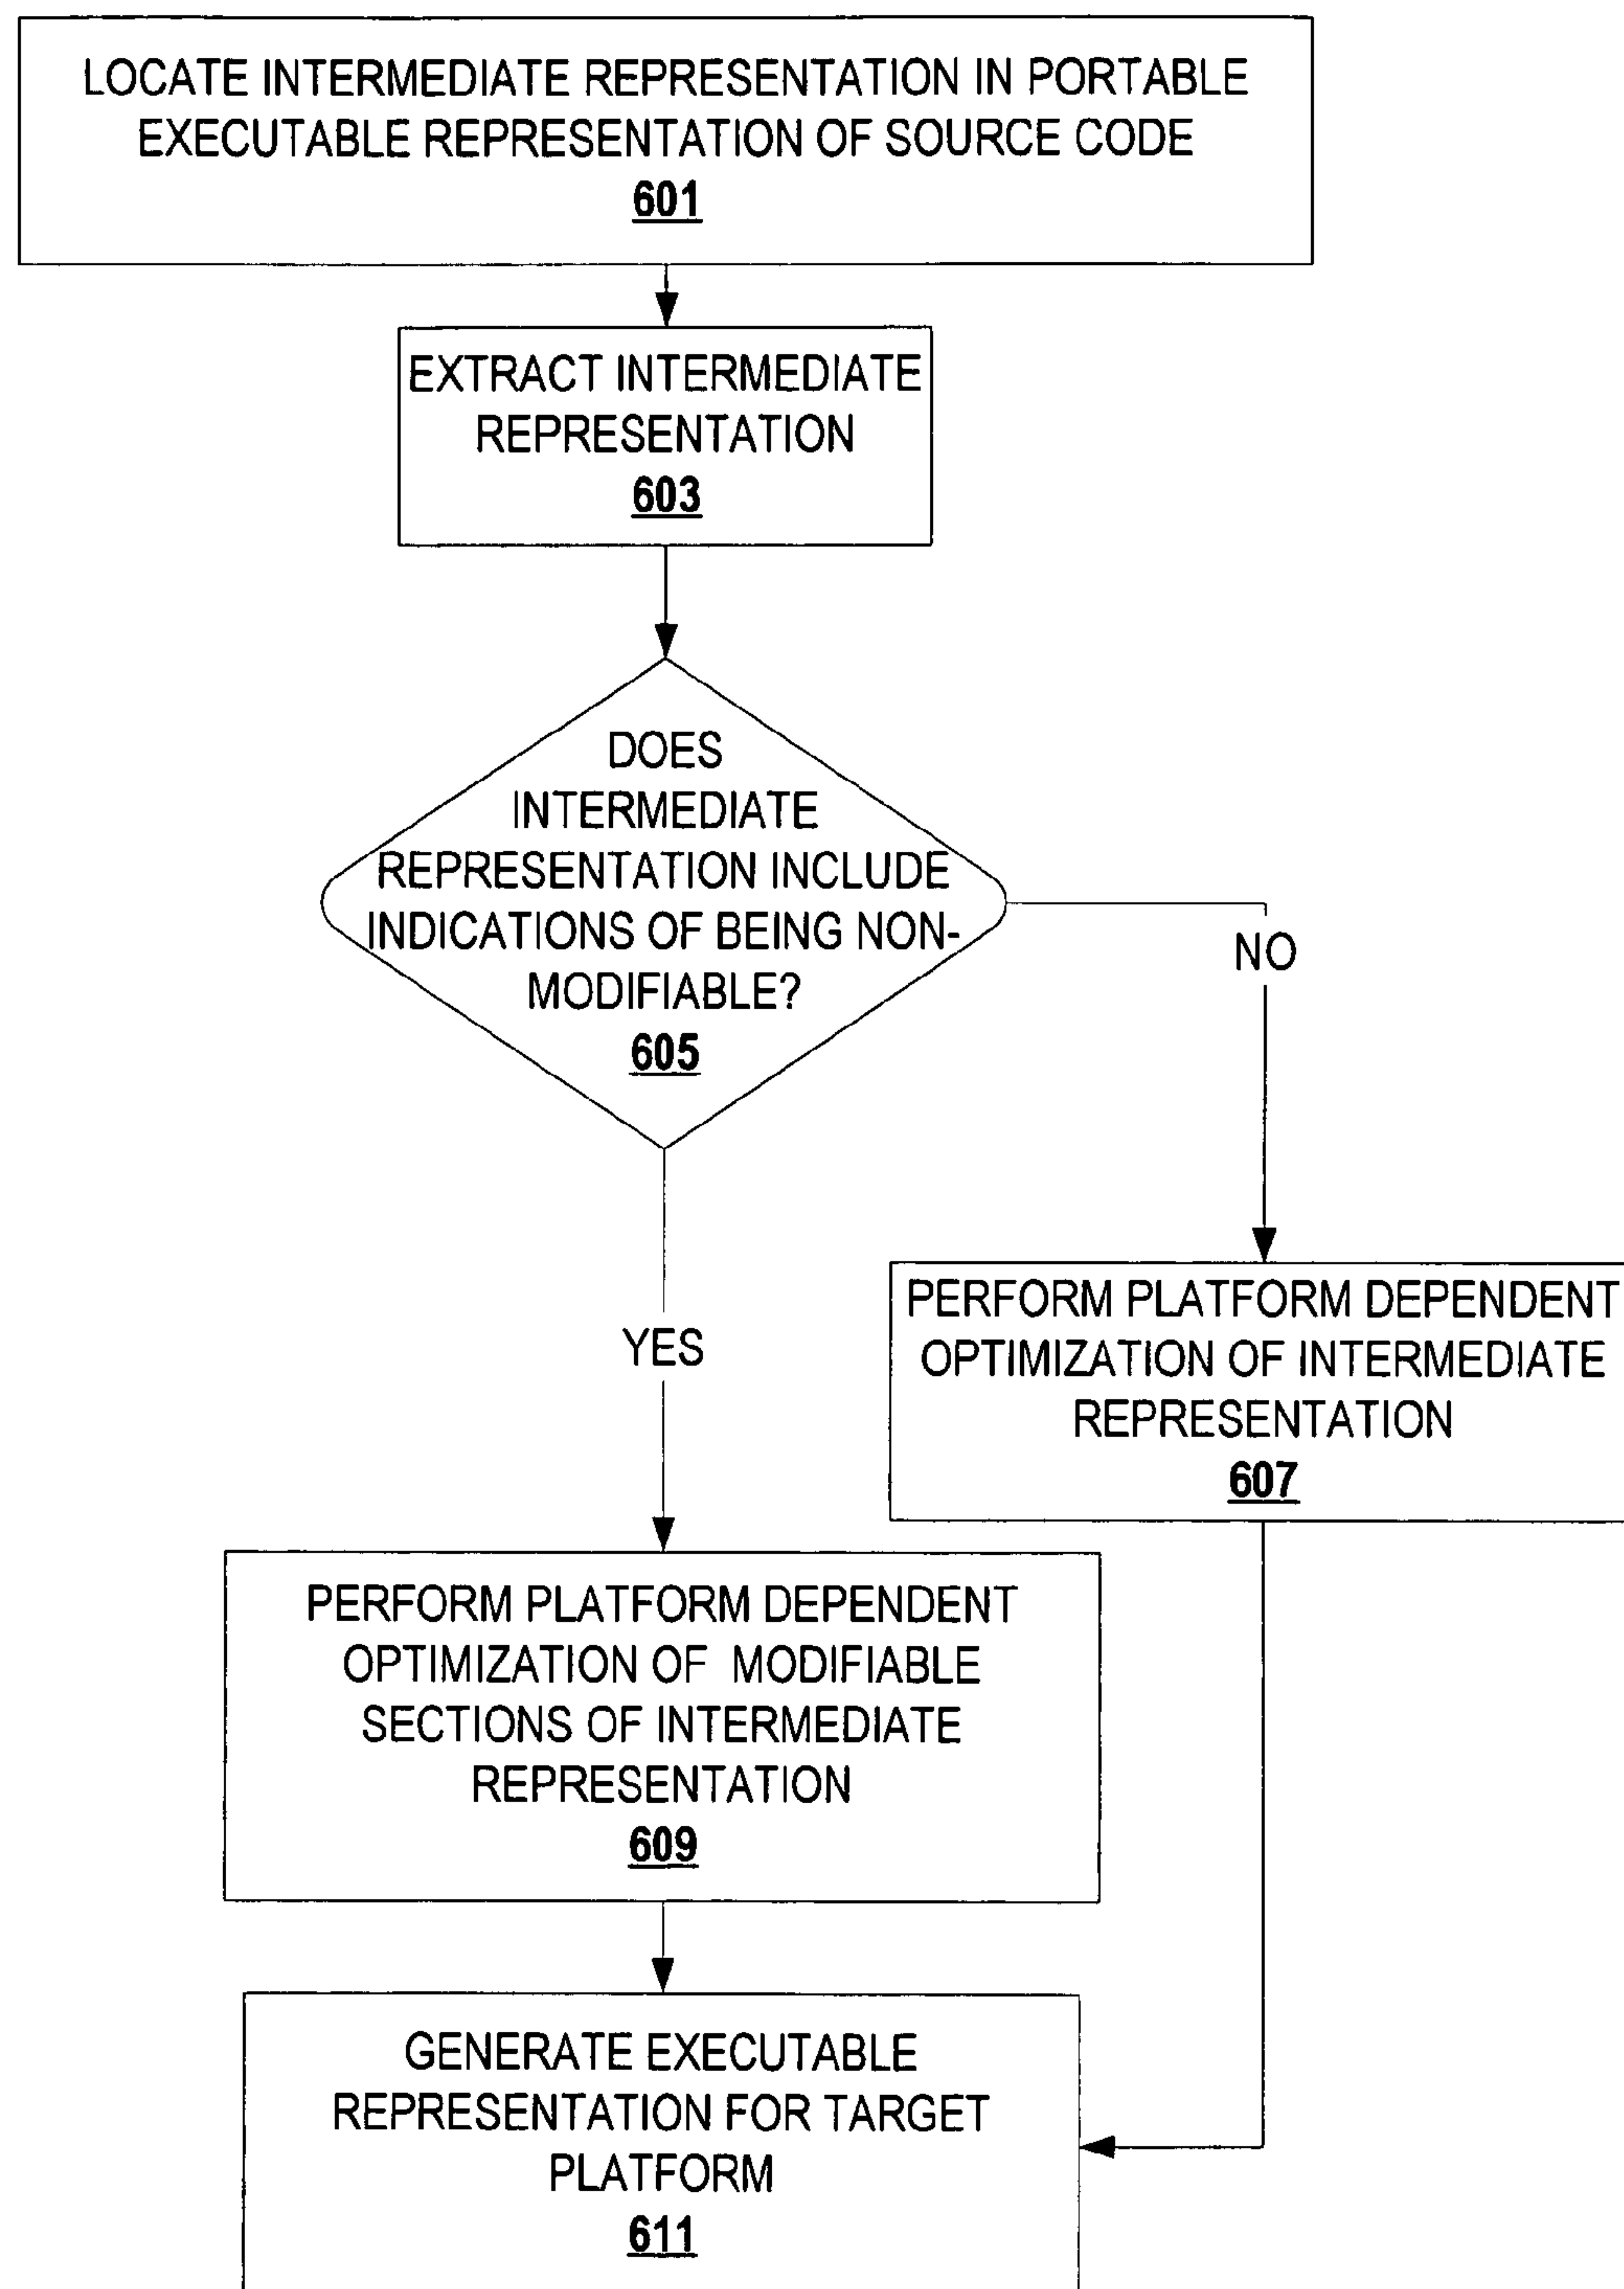 LOCATE INTERMEDIATE REPRESENTATION IN PORTABLE
EXECUTABLE REPRESENTATION OF SOURCE CODE
601
EXTRACT INTERMEDIATE
REPRESENTATION
603
DOES
INTERMEDIATE
REPRESENTATION INCLUDE
INDICATIONS OF BEING NON-
MODIFIABLE?
605
NO
YES
PERFORM PLATFORM DEPENDENT
OPTIMIZATION OF INTERMEDIATE
REPRESENTATION
607
PERFORM PLATFORM DEPENDENT
OPTIMIZATION OF MODIFIABLE
SECTIONS OF INTERMEDIATE
REPRESENTATION
609
GENERATE EXECUTABLE
REPRESENTATION FOR TARGET
PLATFORM
611